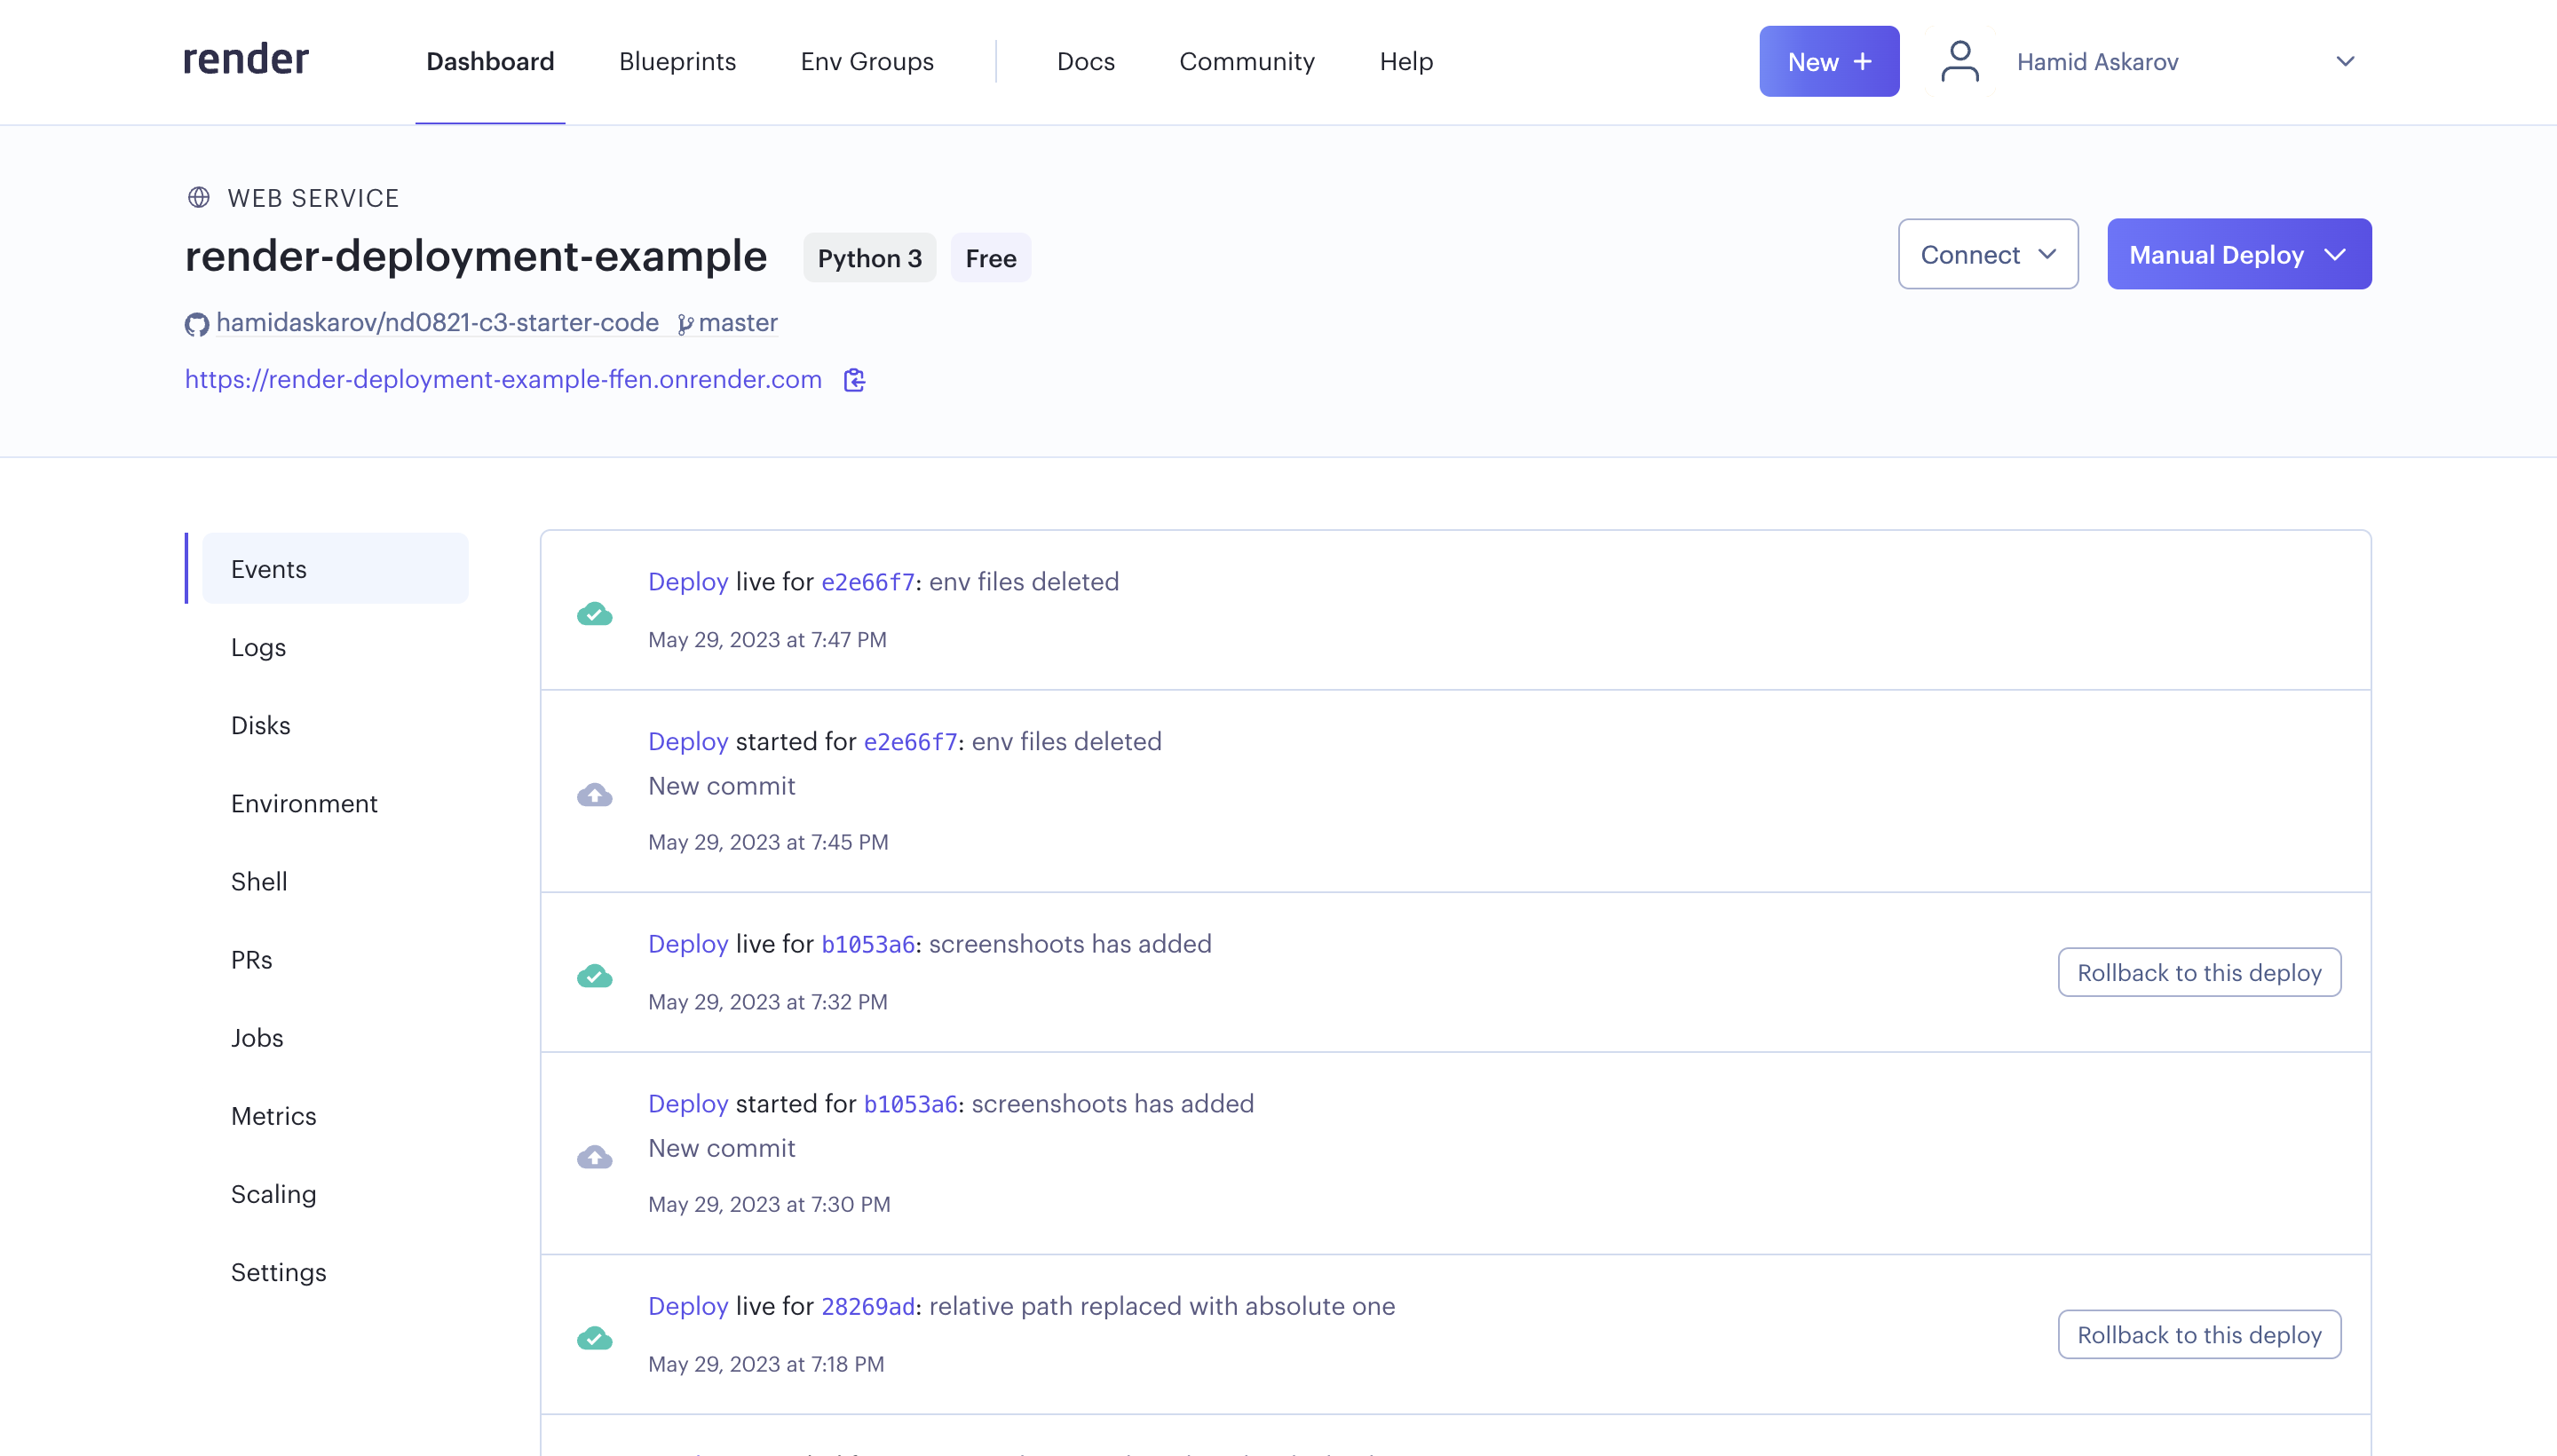 render
Dashboard Blueprints Env Groups Docs Community Help New + Hamid Askarov
WEB SERVICE
render-deployment-example Python 3 Free
Connect Manual Deploy
hamidaskarov/nd0821-c3-starter-code master
https://render-deployment-example-ffen.onrender.com
Events
Logs
Disks
Environment
Shell
PRs
Jobs
Metrics
Scaling
Settings
Deploy live for e2e66f7: env files deleted
May 29, 2023 at 7:47 PM
Deploy started for e2e66f7: env files deleted
New commit
May 29, 2023 at 7:45 PM
Deploy live for b1053a6: screenshoots has added
May 29, 2023 at 7:32 PM
Rollback to this deploy
Deploy started for b1053a6: screenshoots has added
New commit
May 29, 2023 at 7:30 PM
Deploy live for 28269ad: relative path replaced with absolute one
May 29, 2023 at 7:18 PM
Rollback to this deploy